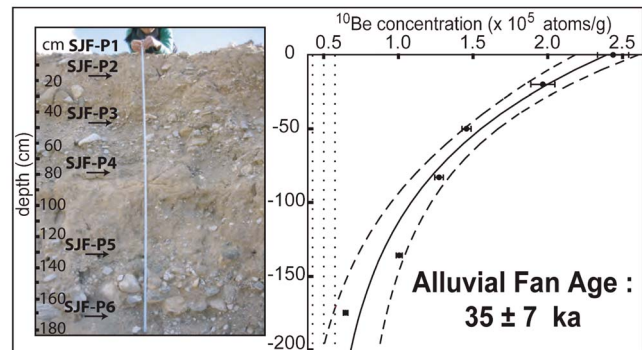 cm SJF-P1
SJF-P2
20
40
SJF-P3
60
SJF-P4
80
100
120
SJF-P5
140
160
SJF-P6
180
depth (cm)
¹⁰Be concentration (x 10⁵ atoms/g)
0.5 1.0 1.5 2.0 2.5
0
-50
-100
-150
-200
Alluvial Fan Age :
35 ± 7 ka